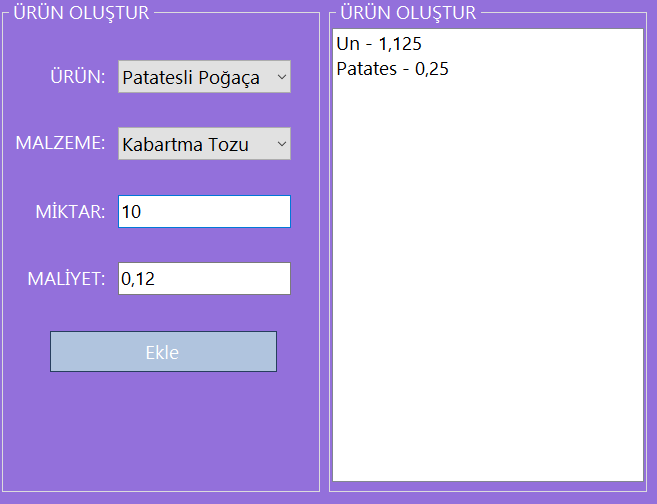 ÜRÜN OLUŞTUR
ÜRÜN: Patatesli Poğaça
MALZEME: Kabartma Tozu
MİKTAR: 10
MALİYET: 0,12
Ekle
ÜRÜN OLUŞTUR
Un - 1,125
Patates - 0,25